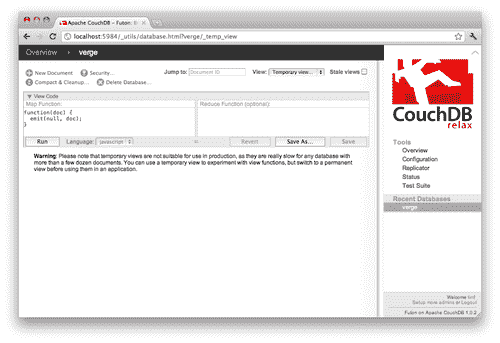 Apache CouchDB – Futon: B
localhost:5984/_utils/database.html?verge/_temp_view
Overview
verge
New Document
Security…
Compact & Cleanup…
Delete Database…
Jump to:
Document ID
View:
Temporary view…
Stale views
View Code
Map Function:
Reduce Function (optional):
function(doc) {
emit(null, doc);
}
Run
Language:
javascript
Revert
Save As…
Save
Warning: Please note that temporary views are not suitable for use in production, as they are really slow for any database with
more than a few dozen documents. You can use a temporary view to experiment with view functions, but switch to a permanent
view before using them in an application.
CouchDB
relax
Tools
Overview
Configuration
Replicator
Status
Test Suite
Recent Databases
verge
Welcome
Setup more admins or Logout
Futon on Apache CouchDB 1.0.2